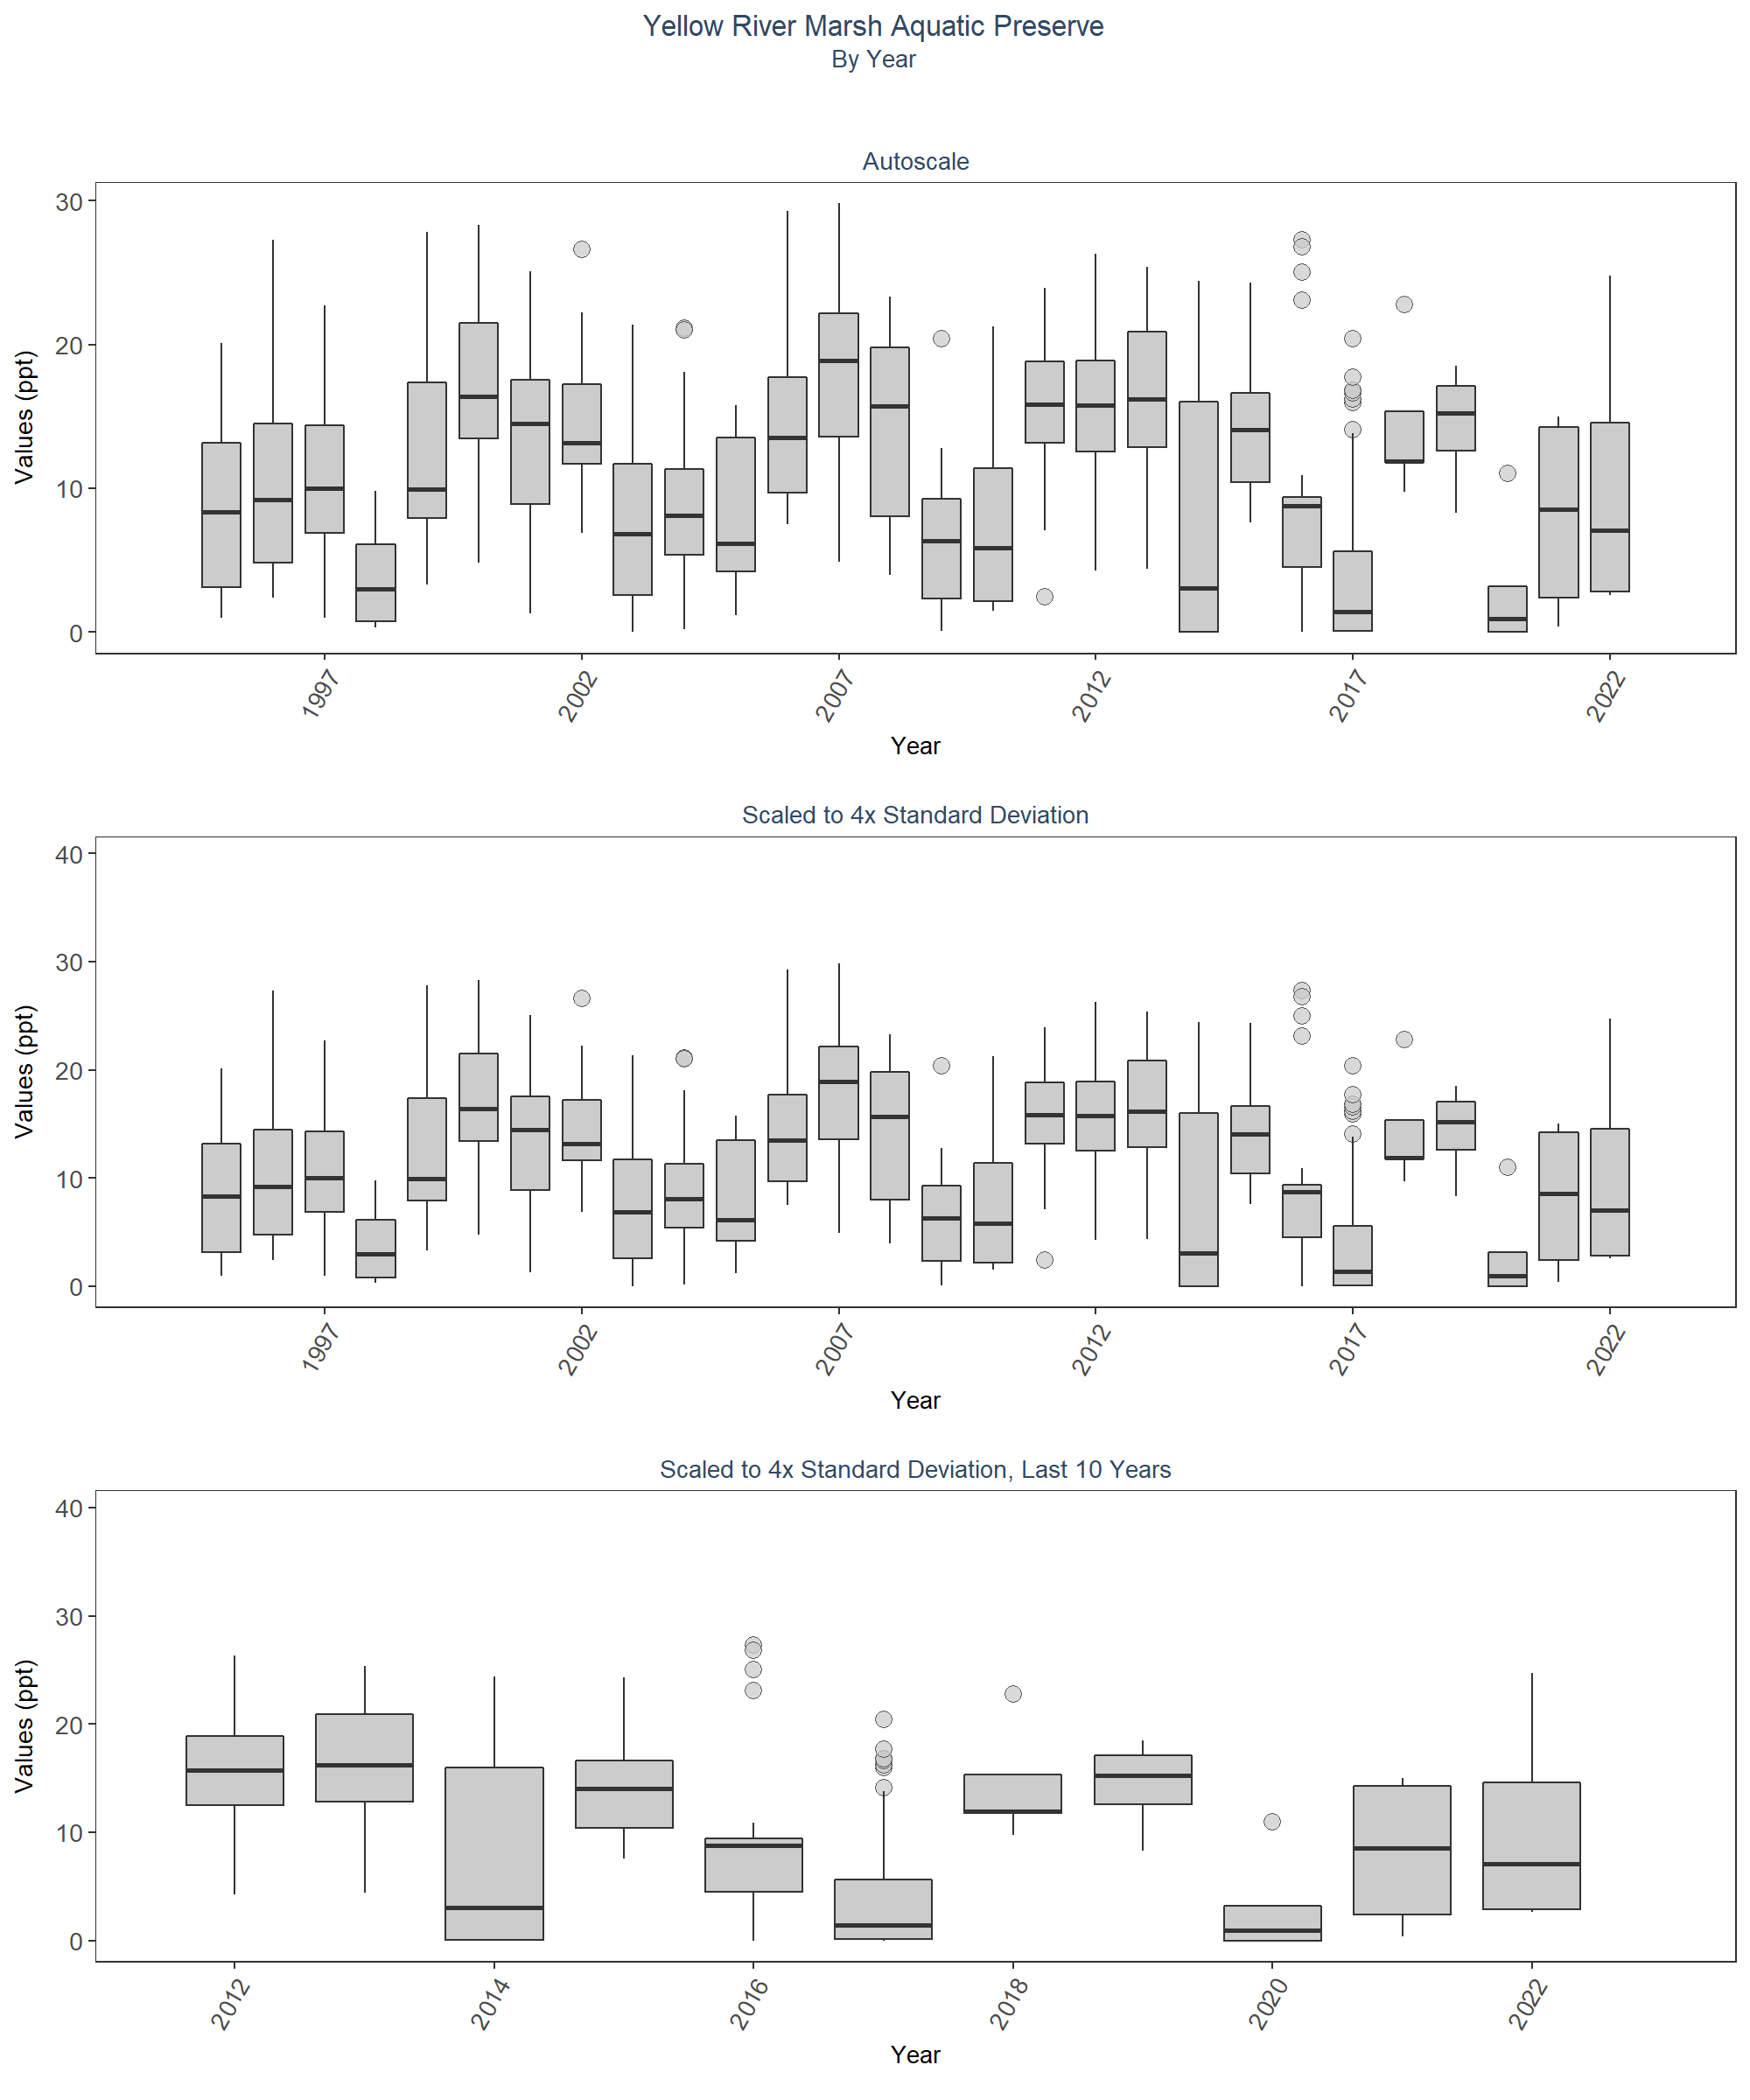 Yellow River Marsh Aquatic Preserve
By Year
Autoscale
30
20
10
0
Values (ppt)
1997 2002 2007 2012 2017 2022
Year
Scaled to 4x Standard Deviation
40
30
20
10
0
Values (ppt)
1997 2002 2007 2012 2017 2022
Year
Scaled to 4x Standard Deviation, Last 10 Years
40
30
20
10
0
Values (ppt)
2012 2014 2016 2018 2020 2022
Year